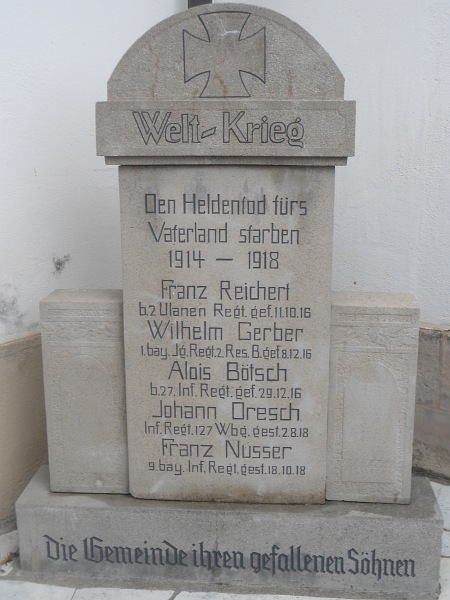 Welt-Krieg
Den Heldentod fürs
Vaterland starben
1914 – 1918
Franz Reichert
b.2 Ulanen Regt. gef. 11.10.16
Wilhelm Gerber
1. bay. Jg. Regt. 2. Res. B. gef. 8.12.16
Alois Bötsch
b. 27. Inf. Regt. gef. 29.12.16
Johann Dresch
Inf. Regt. 127 Wbg. gest. 2.8.18
Franz Nusser
9. bay. Inf. Regt. gest. 18.10.18
Die Gemeinde ihren gefallenen Söhnen